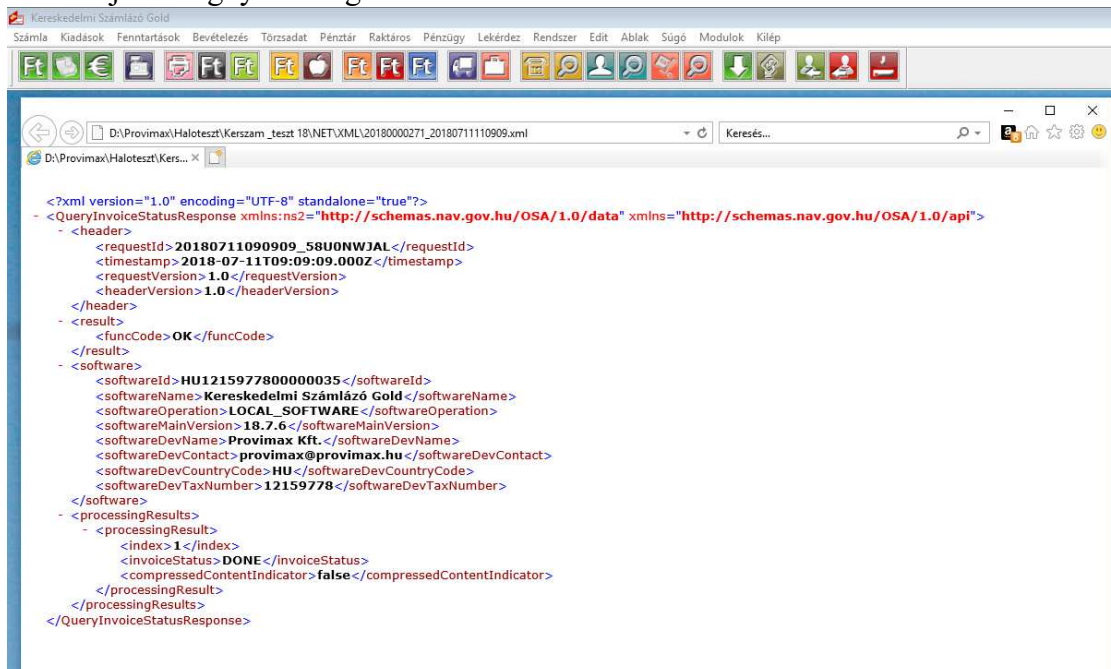 Kereskedelmi Számlázó Gold
Számla Kiadások Fenntartások Bevételezés Törzsadat Pénztár Raktáros Pénzügy Lekérdez Rendszer Edit Ablak Súgó Modulok Kilép
Ft € Ft Ft Ft Ft Ft Ft
D:\Provimax\Haloteszt\Kerszam _teszt 18\NET\XML\20180000271_20180711110909.xml Keresés...
D:\Provimax\Haloteszt\Kers...
<?xml version="1.0" encoding="UTF-8" standalone="true"?>
- <QueryInvoiceStatusResponse xmlns:ns2="http://schemas.nav.gov.hu/OSA/1.0/data" xmlns="http://schemas.nav.gov.hu/OSA/1.0/api">
- <header>
<requestId>20180711090909_58U0NWJAL</requestId>
<timestamp>2018-07-11T09:09:09.000Z</timestamp>
<requestVersion>1.0</requestVersion>
<headerVersion>1.0</headerVersion>
</header>
- <result>
<funcCode>OK</funcCode>
</result>
- <software>
<softwareId>HU1215977800000035</softwareId>
<softwareName>Kereskedelmi Számlázó Gold</softwareName>
<softwareOperation>LOCAL_SOFTWARE</softwareOperation>
<softwareMainVersion>18.7.6</softwareMainVersion>
<softwareDevName>Provimax Kft.</softwareDevName>
<softwareDevContact>provimax@provimax.hu</softwareDevContact>
<softwareDevCountryCode>HU</softwareDevCountryCode>
<softwareDevTaxNumber>12159778</softwareDevTaxNumber>
</software>
- <processingResults>
- <processingResult>
<index>1</index>
<invoiceStatus>DONE</invoiceStatus>
<compressedContentIndicator>false</compressedContentIndicator>
</processingResult>
</processingResults>
</QueryInvoiceStatusResponse>